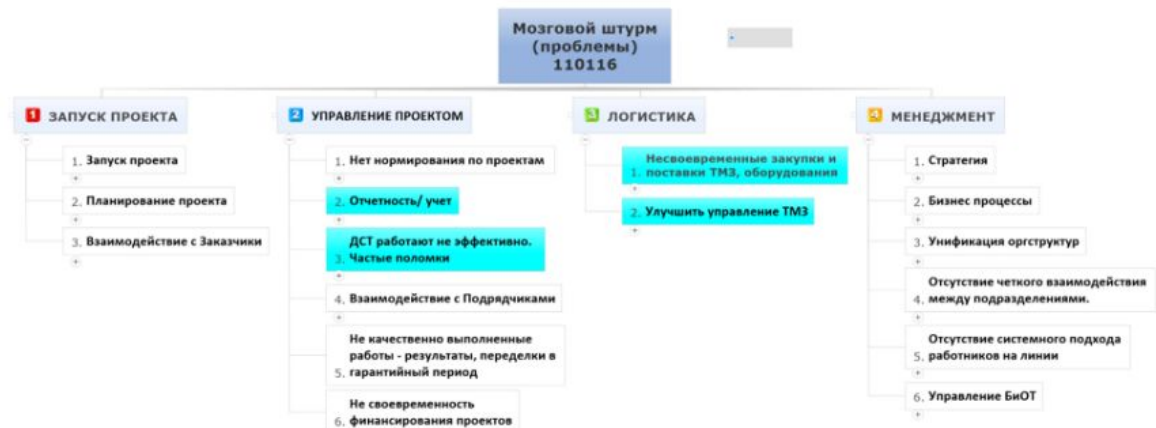 Мозговой штурм
(проблемы)
110116
1 ЗАПУСК ПРОЕКТА
1. Запуск проекта
2. Планирование проекта
3. Взаимодействие с Заказчики
2 УПРАВЛЕНИЕ ПРОЕКТОМ
1. Нет нормирования по проектам
2. Отчетность/ учет
ДСТ работают не эффективно.
3. Частые поломки
4. Взаимодействие с Подрядчиками
Не качественно выполненные
работы - результаты, переделки в
5. гарантийный период
Не своевременность
6. финансирования проектов
3 ЛОГИСТИКА
Несвоевременные закупки и
1. поставки ТМЗ, оборудования
2. Улучшить управление ТМЗ
4 МЕНЕДЖМЕНТ
1. Стратегия
2. Бизнес процессы
3. Унификация оргструктур
Отсутствие четкого взаимодействия
4. между подразделениями.
Отсутствие системного подхода
5. работников на линии
6. Управление БиОТ